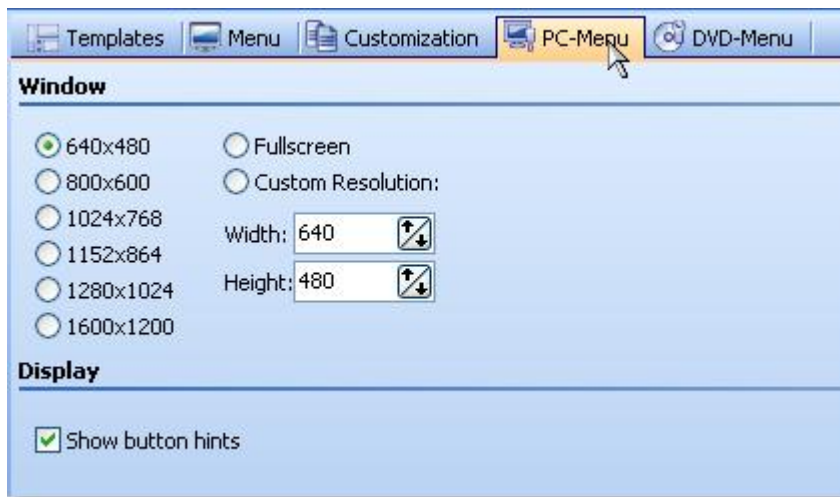 Templates Menu Customization PC-Menu DVD-Menu
Window
640x480 Fullscreen
800x600 Custom Resolution:
1024x768
Width: 640
1152x864
Height: 480
1280x1024
1600x1200
Display
Show button hints